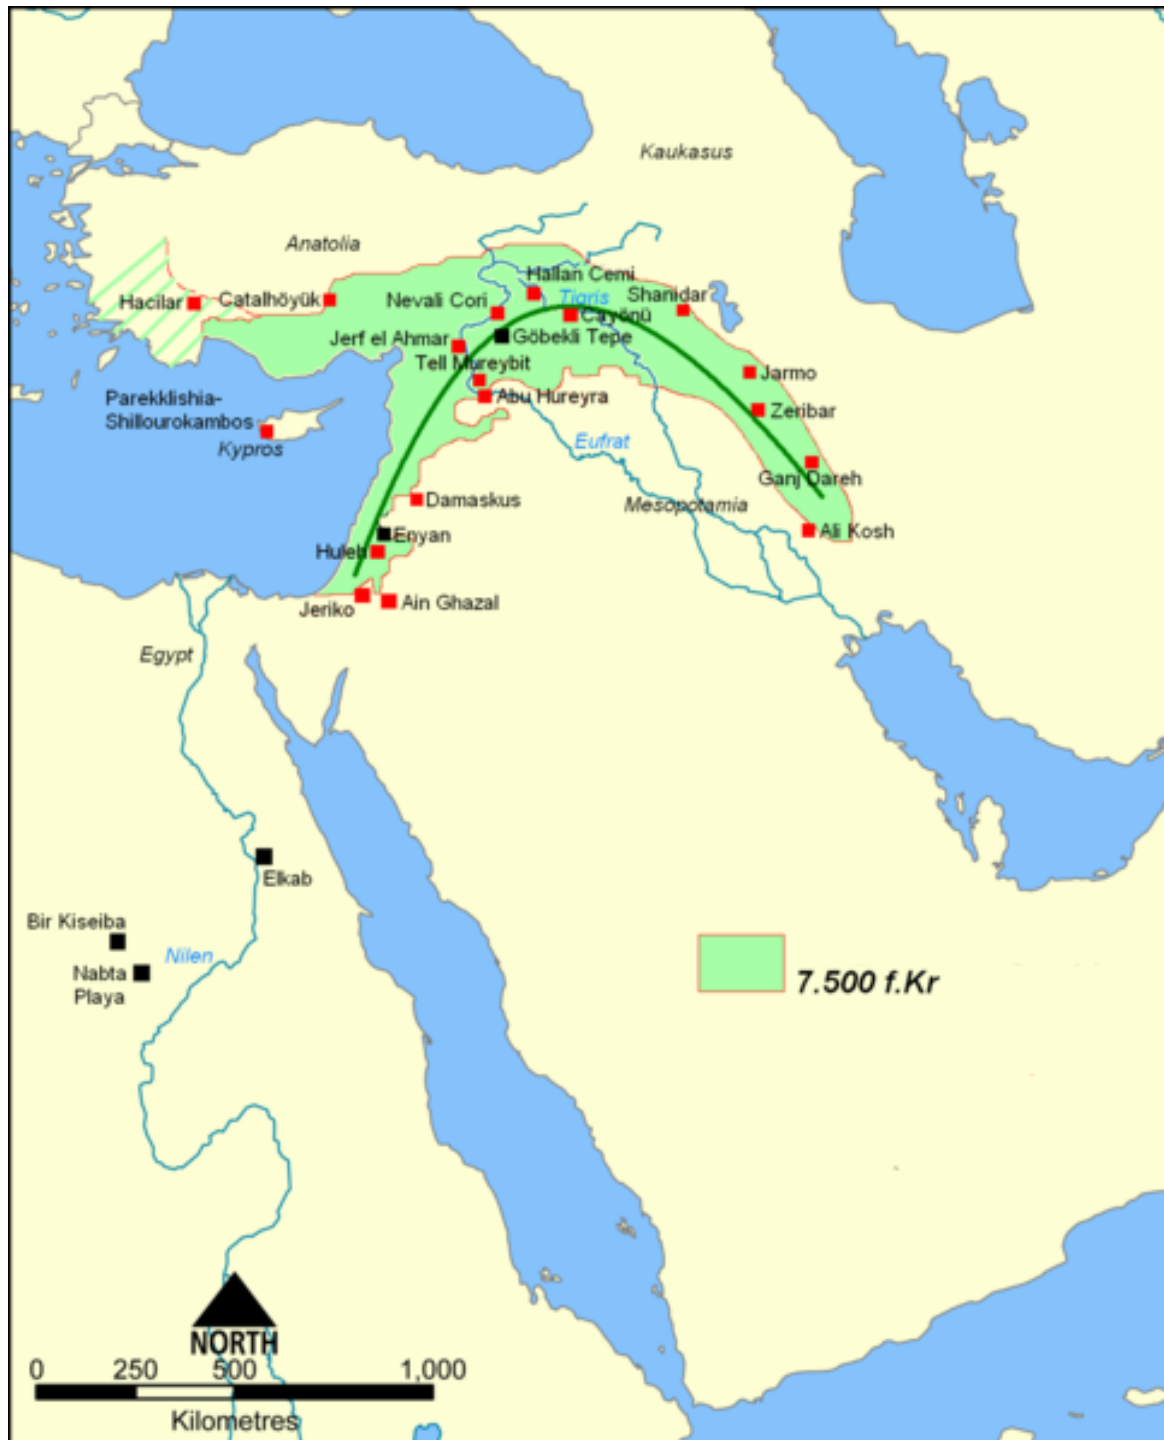 Kaukasus
Anatolia
Hallan Cemi
Hacilar
Catalhöyük
Nevali Cori
Tigris
Shanidar
Cayönü
Jerf el Ahmar
Göbekli Tepe
Tell Mureybit
Jarmo
Parekklishia-
Shillourokambos
Abu Hureyra
Zeribar
Kypros
Eufrat
Ganj Dareh
Damaskus
Mesopotamia
Enyan
Ali Kosh
Huleh
Jeriko
Ain Ghazal
Egypt
Elkab
Bir Kiseiba
Nilen
Nabta
Playa
7.500 f.Kr
NORTH
0 250 500 1,000
Kilometres